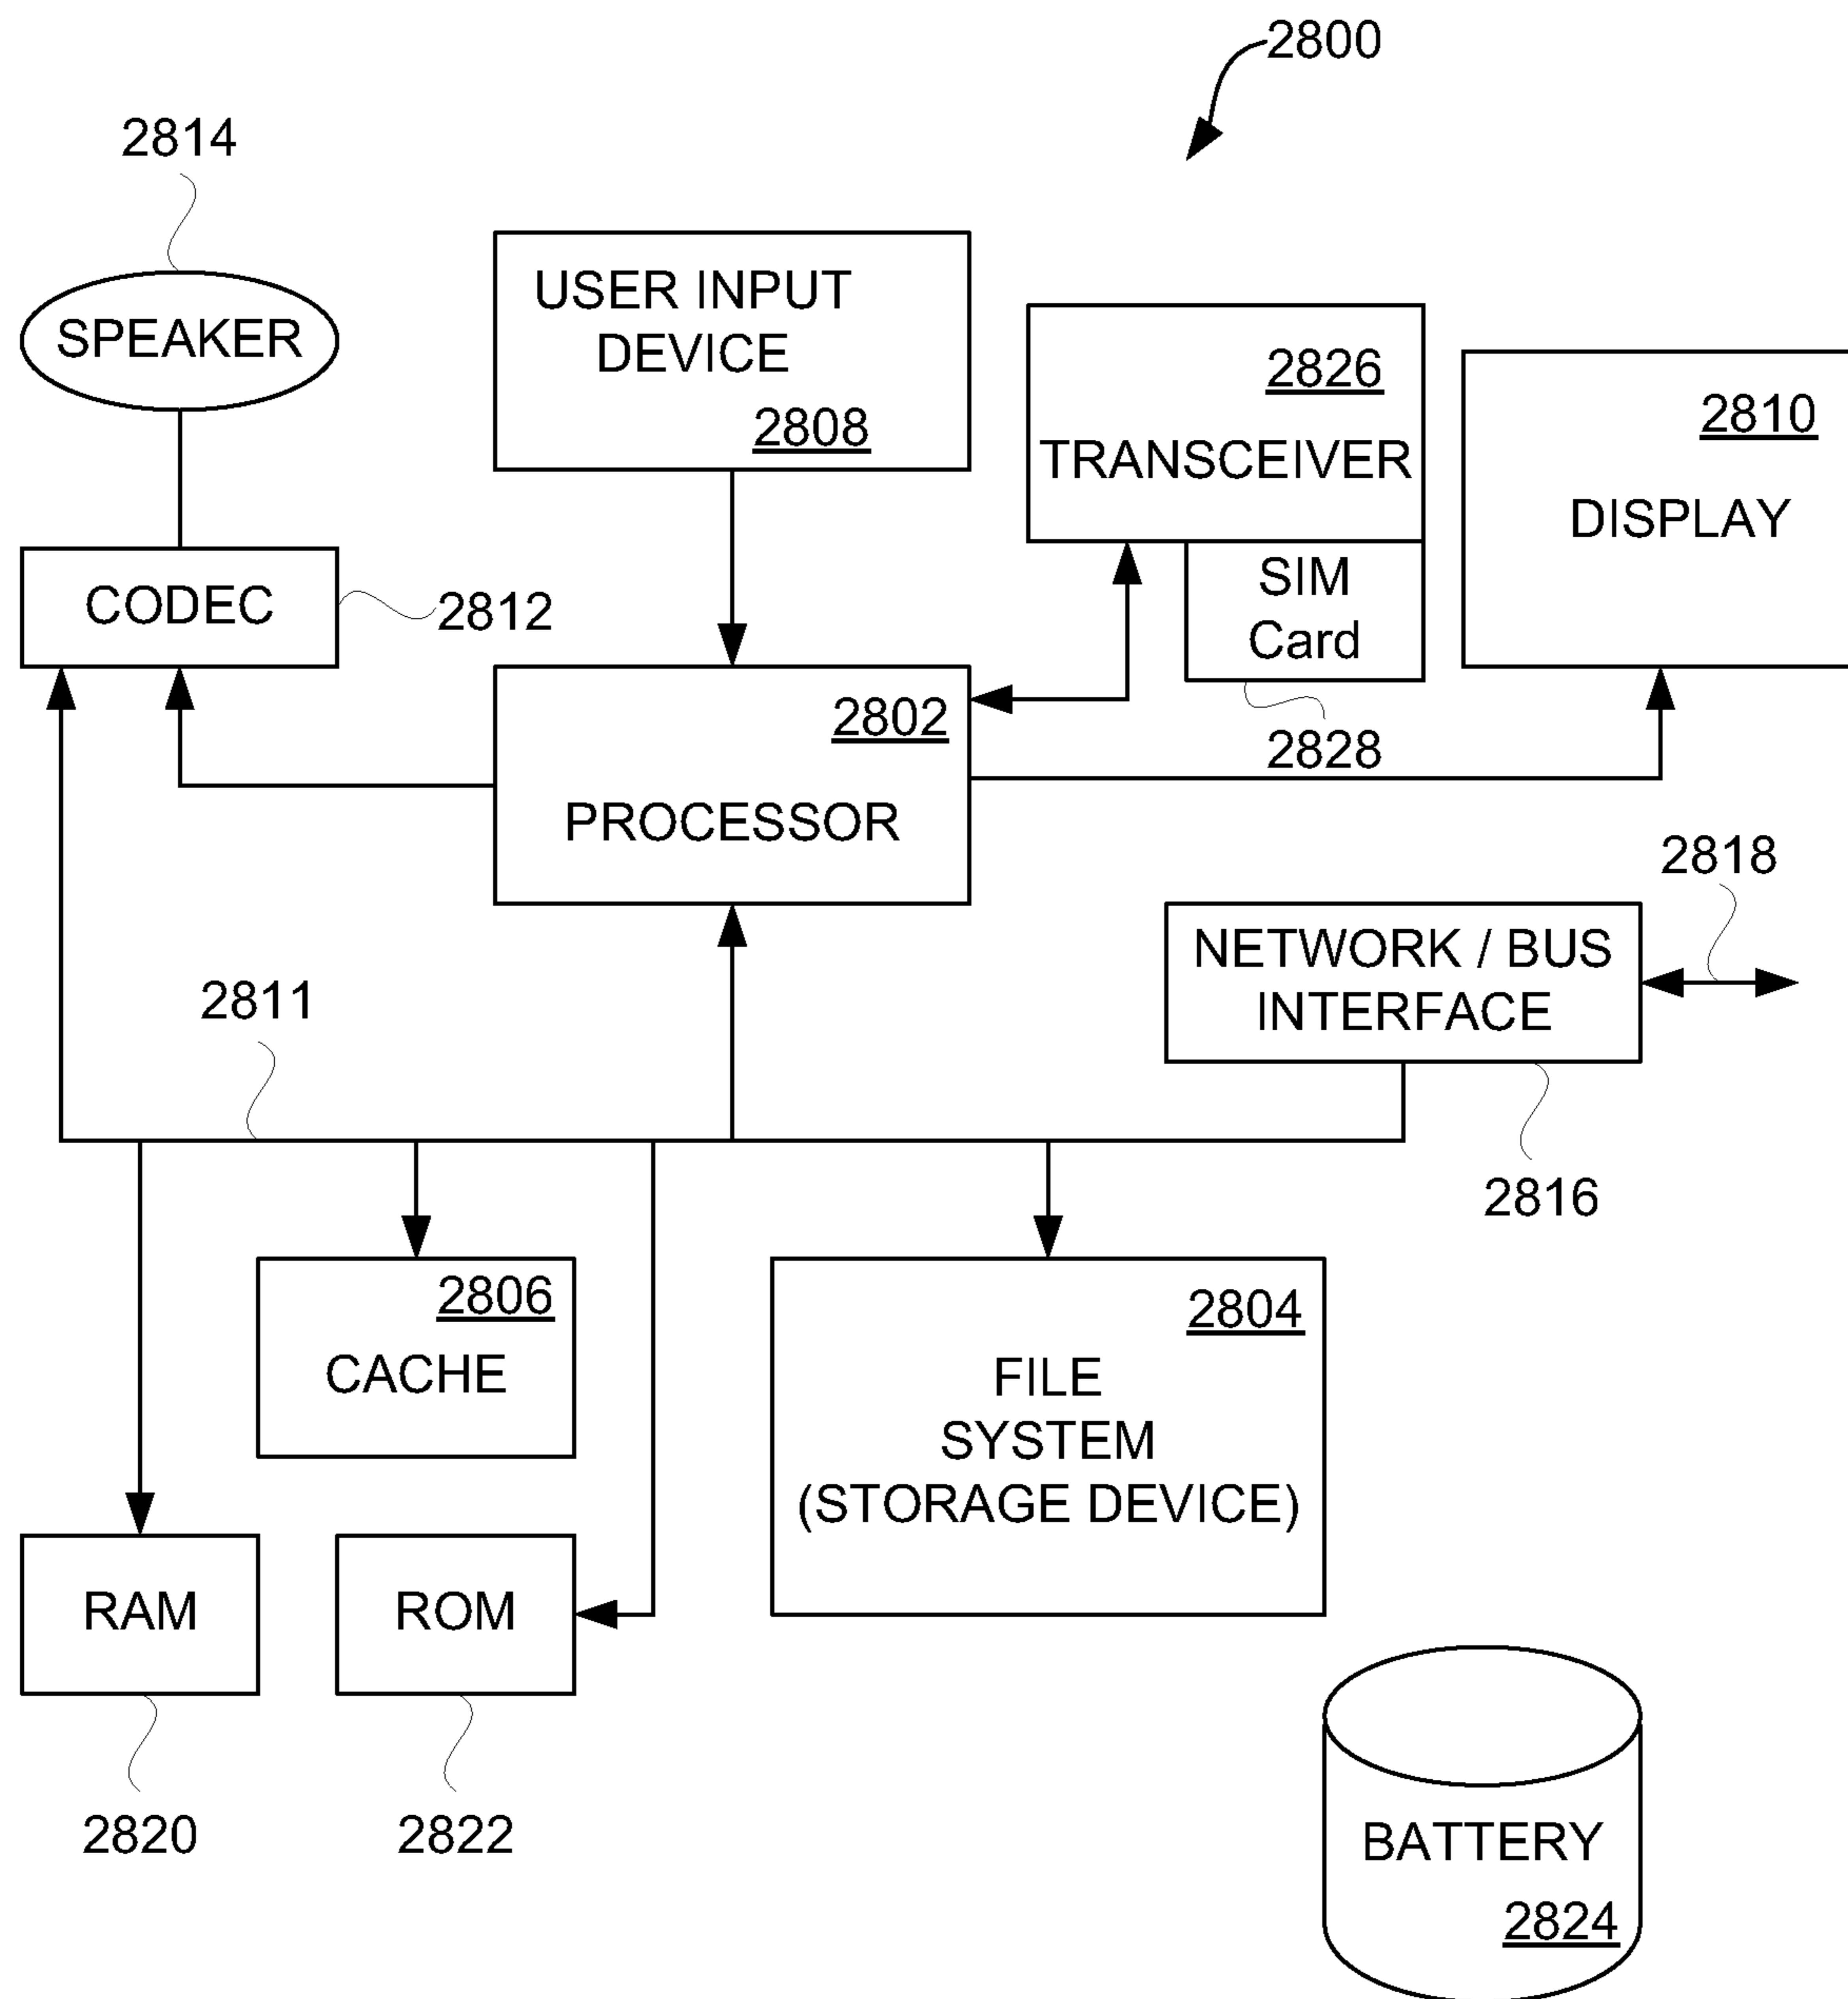 2800
2814
SPEAKER
USER INPUT
DEVICE
2808
2826
TRANSCEIVER
2810
DISPLAY
SIM
Card
2828
CODEC
2812
2802
PROCESSOR
2818
NETWORK / BUS
INTERFACE
2816
2811
2806
CACHE
2804
FILE
SYSTEM
(STORAGE DEVICE)
RAM
ROM
2820
2822
BATTERY
2824